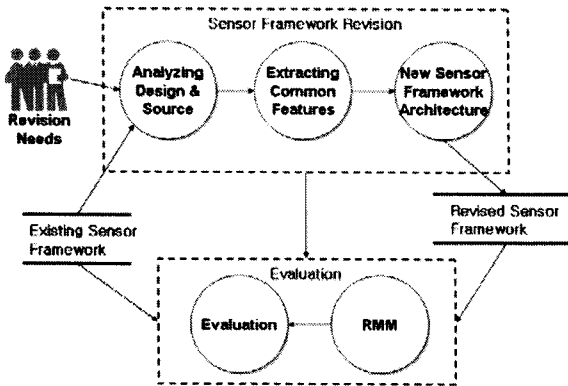 Sensor Framework Revision
Analyzing
Design &
Source
Extracting
Common
Features
New Sensor
Framework
Architecture
Revision
Needs
Existing Sensor
Framework
Revised Sensor
Framework
Evaluation
Evaluation
RMM